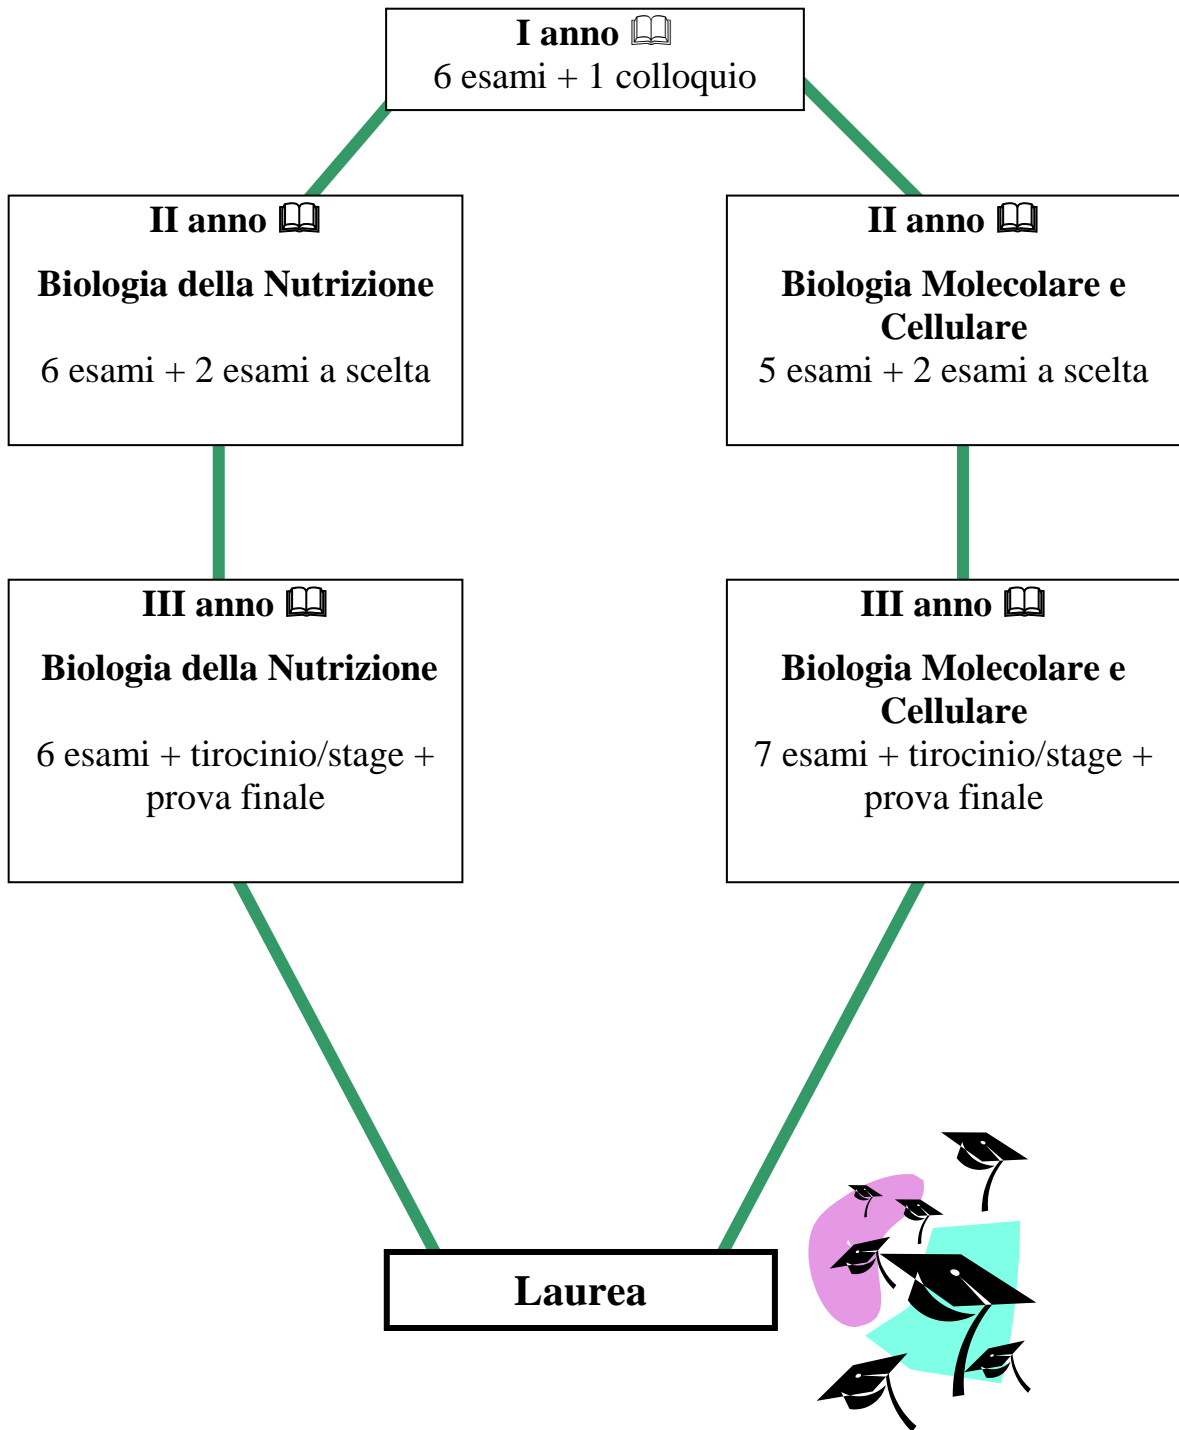 I anno 🕮
6 esami + 1 colloquio
II anno 🕮
Biologia della Nutrizione
6 esami + 2 esami a scelta
II anno 🕮
Biologia Molecolare e
Cellulare
5 esami + 2 esami a scelta
III anno 🕮
Biologia della Nutrizione
6 esami + tirocinio/stage +
prova finale
III anno 🕮
Biologia Molecolare e
Cellulare
7 esami + tirocinio/stage +
prova finale
Laurea